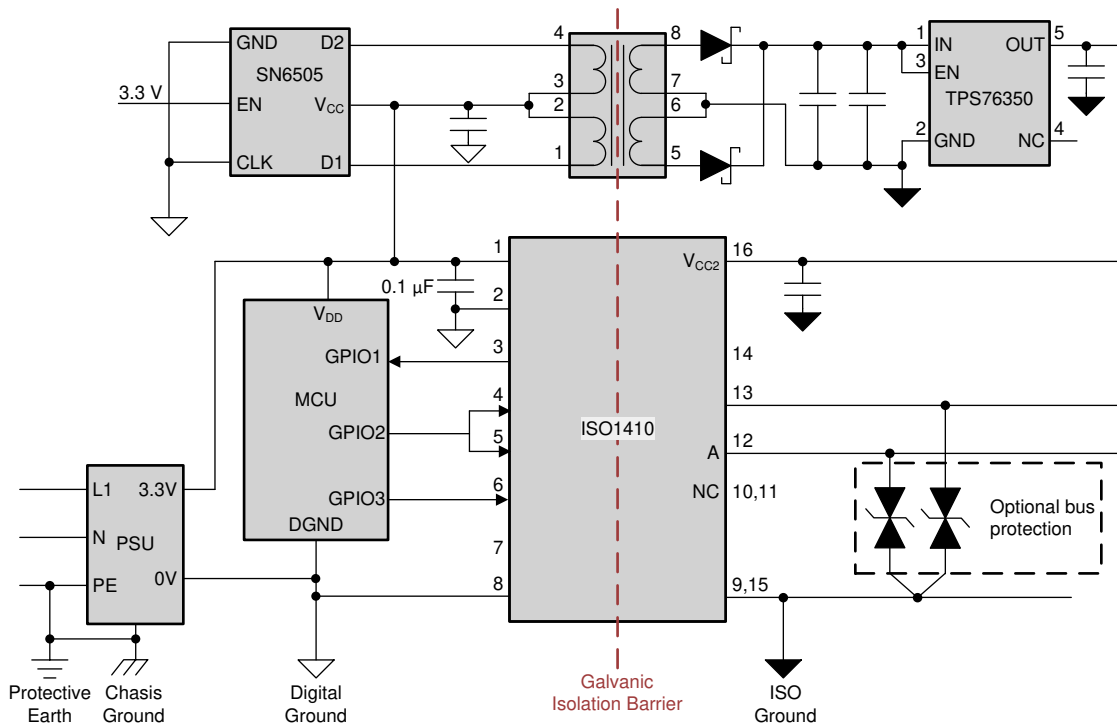 GND
D2
SN6505
3.3 V
EN
VCC
CLK
D1
4
3
2
1
8
7
6
5
1
3
2
IN
EN
GND
OUT
TPS76350
NC
5
4
1
0.1 µF
2
VDD
GPIO1
3
MCU
4
GPIO2
5
GPIO3
6
DGND
7
8
ISO1410
VCC2
16
14
13
A
12
NC
10,11
9,15
Optional bus
protection
L1
3.3V
N
PSU
PE
0V
Protective
Earth
Chasis
Ground
Digital
Ground
Galvanic
Isolation Barrier
ISO
Ground